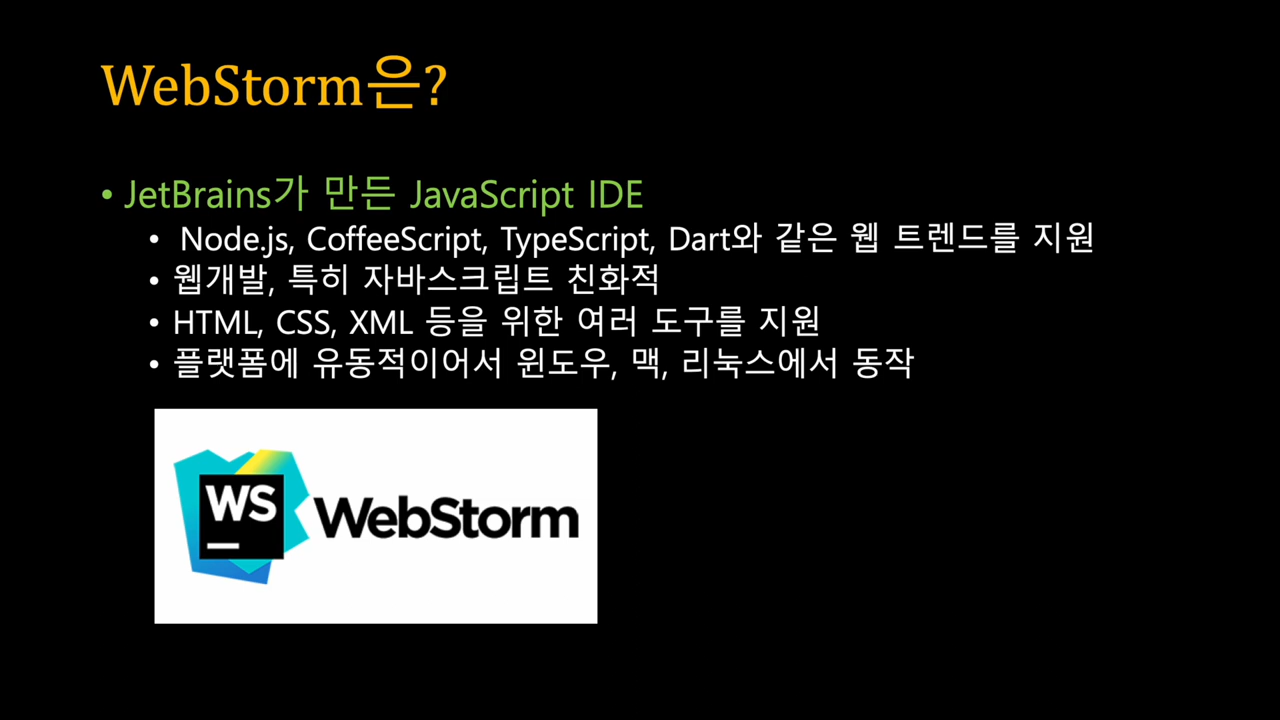 WebStorm은?
• JetBrains가 만든 JavaScript IDE
• Node.js, CoffeeScript, TypeScript, Dart와 같은 웹 트렌드를 지원
• 웹개발, 특히 자바스크립트 친화적
• HTML, CSS, XML 등을 위한 여러 도구를 지원
• 플랫폼에 유동적이어서 윈도우, 맥, 리눅스에서 동작
WS
WebStorm